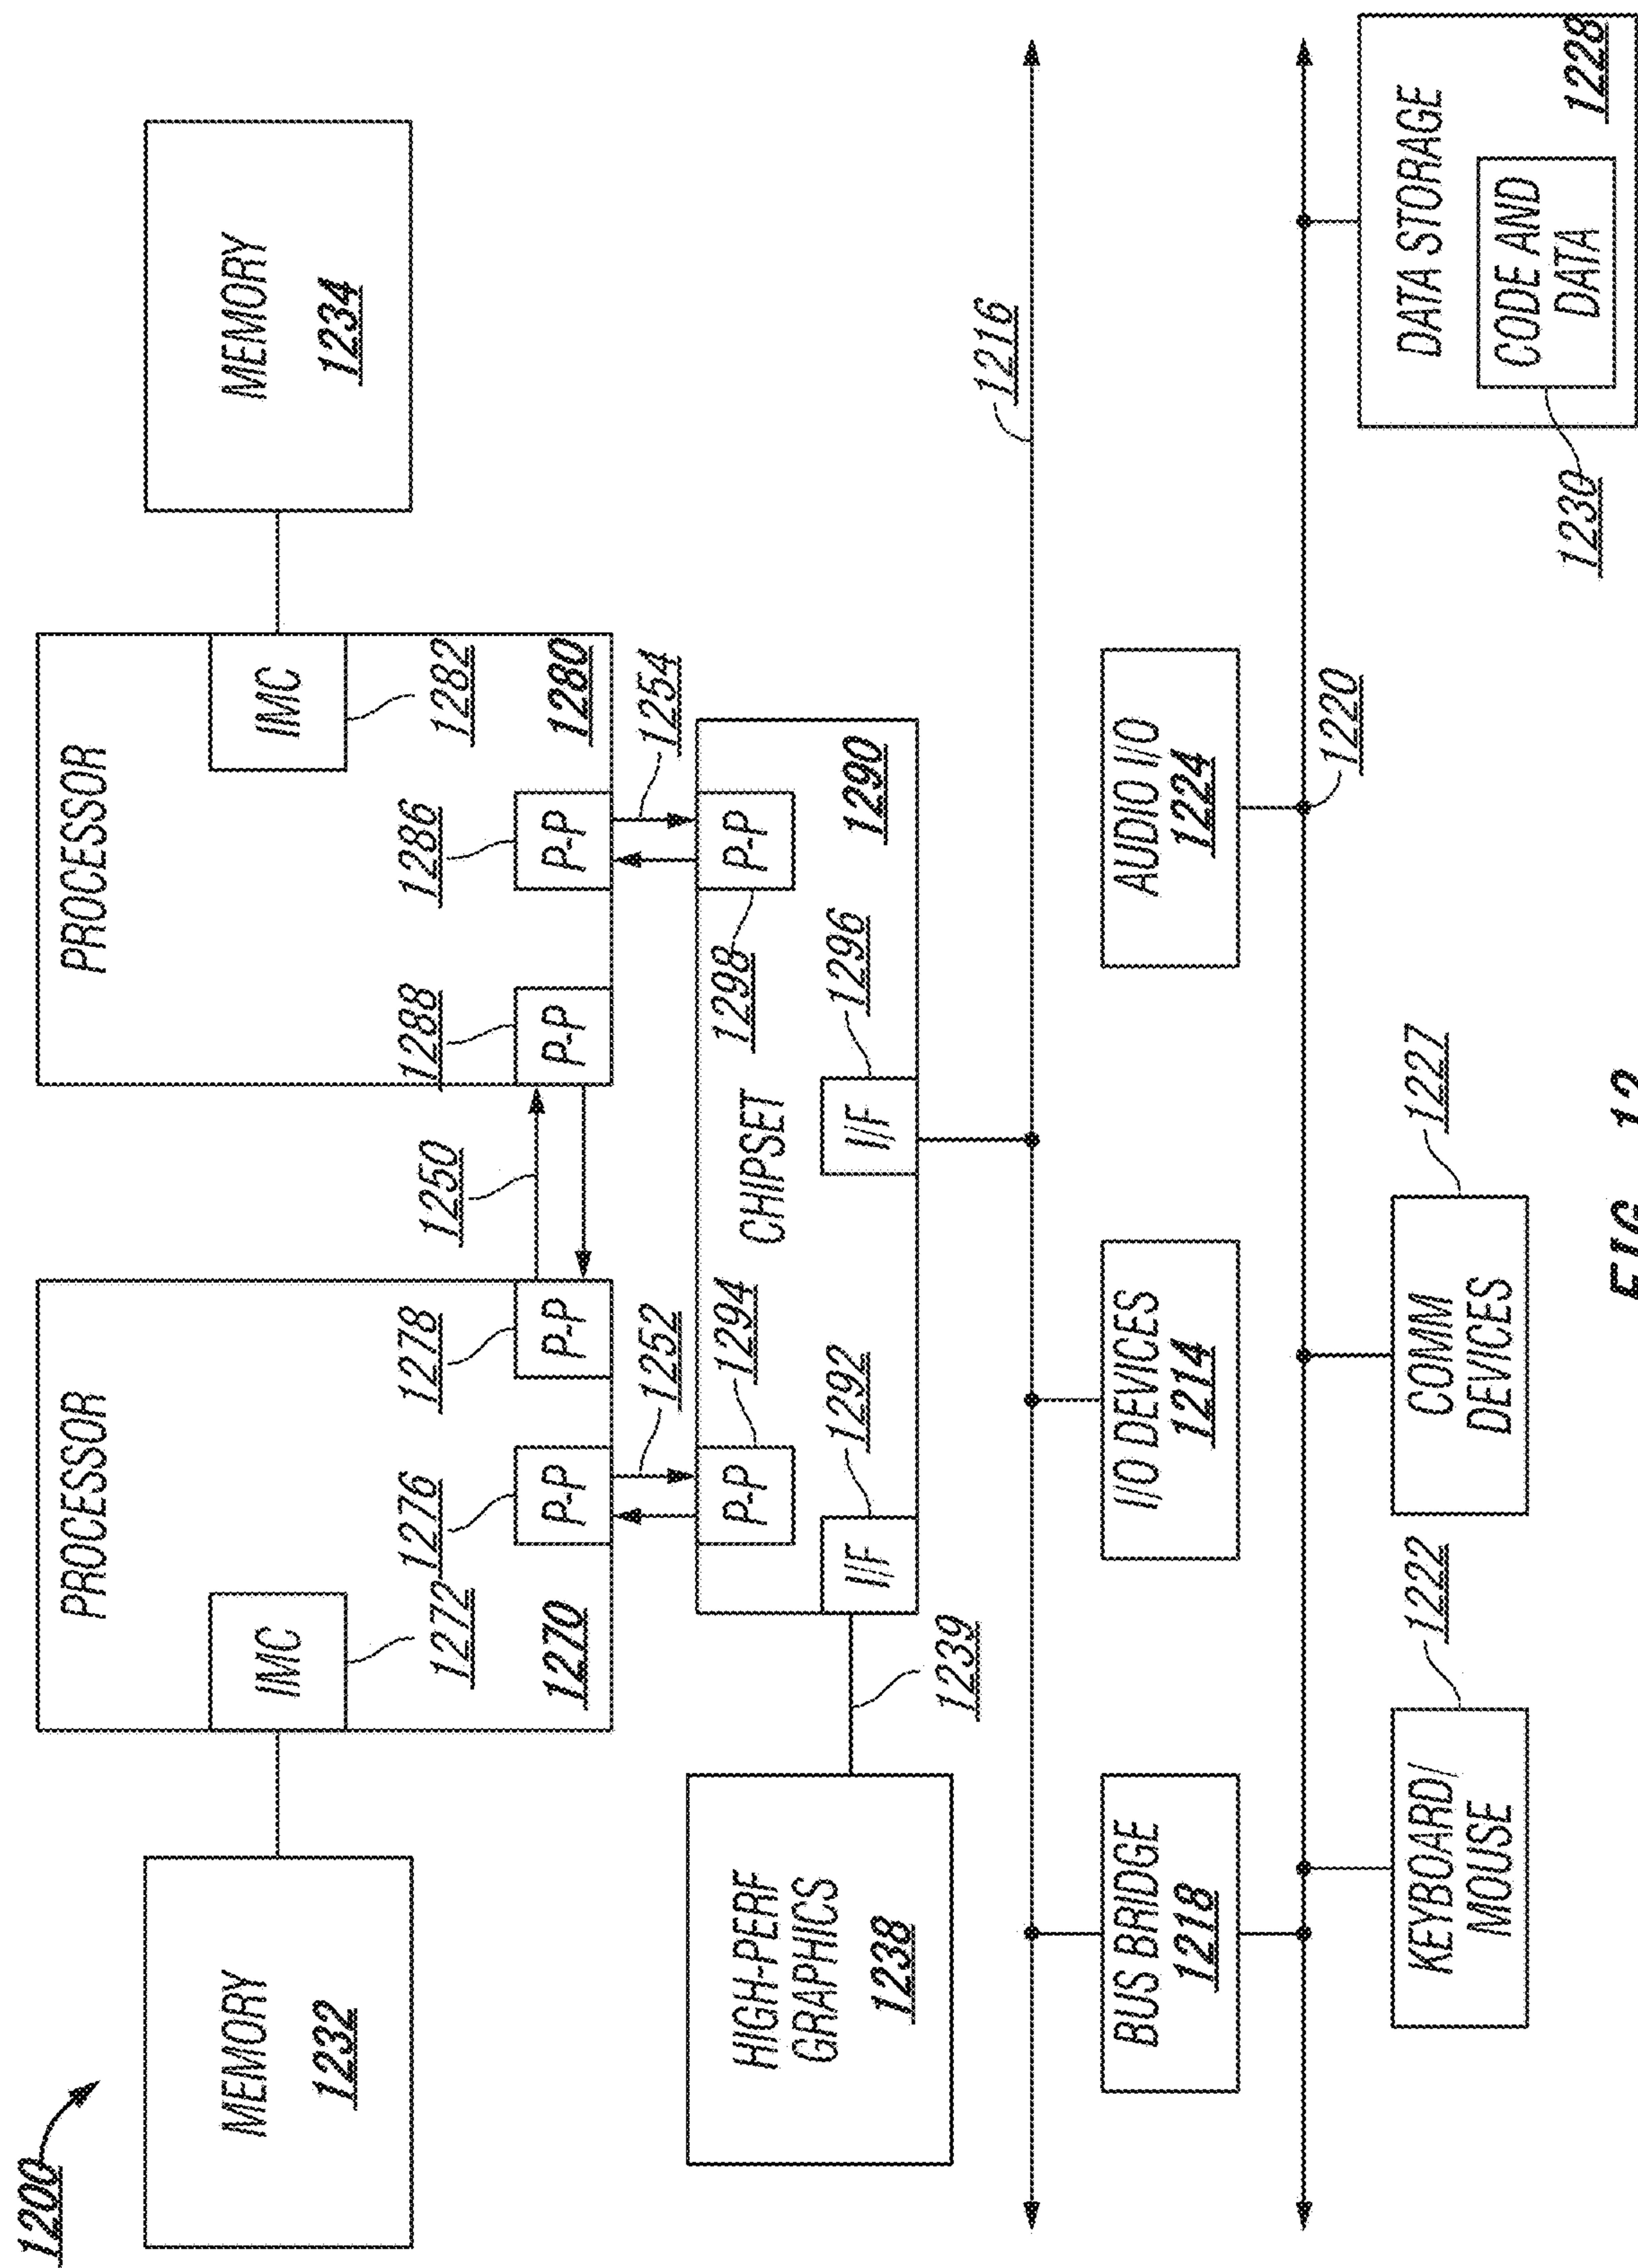 1200
MEMORY
1232
PROCESSOR
IMC
1272
1270
1276
P-P
1278
P-P
1250
PROCESSOR
1288
P-P
1286
P-P
IMC
1282
1280
MEMORY
1234
1252
1254
HIGH-PERF
GRAPHICS
1238
1239
P-P
1294
CHIPSET
P-P
1298
1290
I/F
1292
I/F
1296
1216
BUS BRIDGE
1218
I/O DEVICES
1214
AUDIO I/O
1224
1220
KEYBOARD/
MOUSE
1222
COMM
DEVICES
1227
DATA STORAGE
CODE AND
DATA
1228
1230
FIG. 12